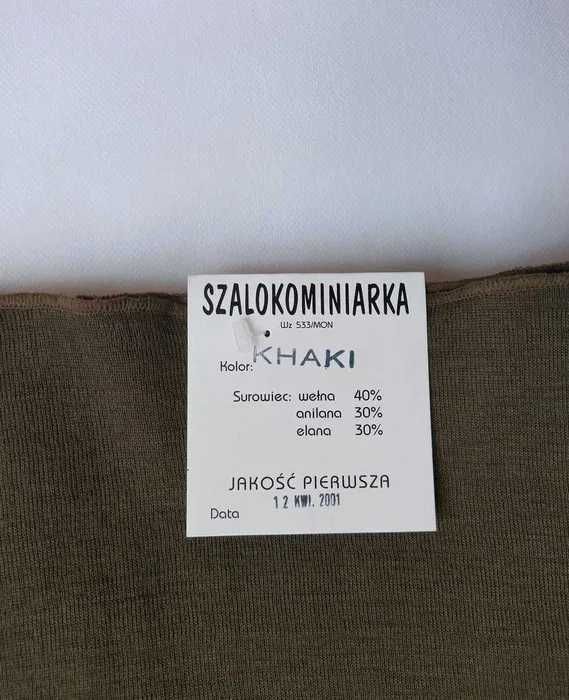 SZALOKOMINIARKA
Wz 533/MON
Kolor: KHAKI
Surowiec: wełna 40%
anilana 30%
elana 30%
JAKOŚĆ PIERWSZA
12 KWI. 2001
Data